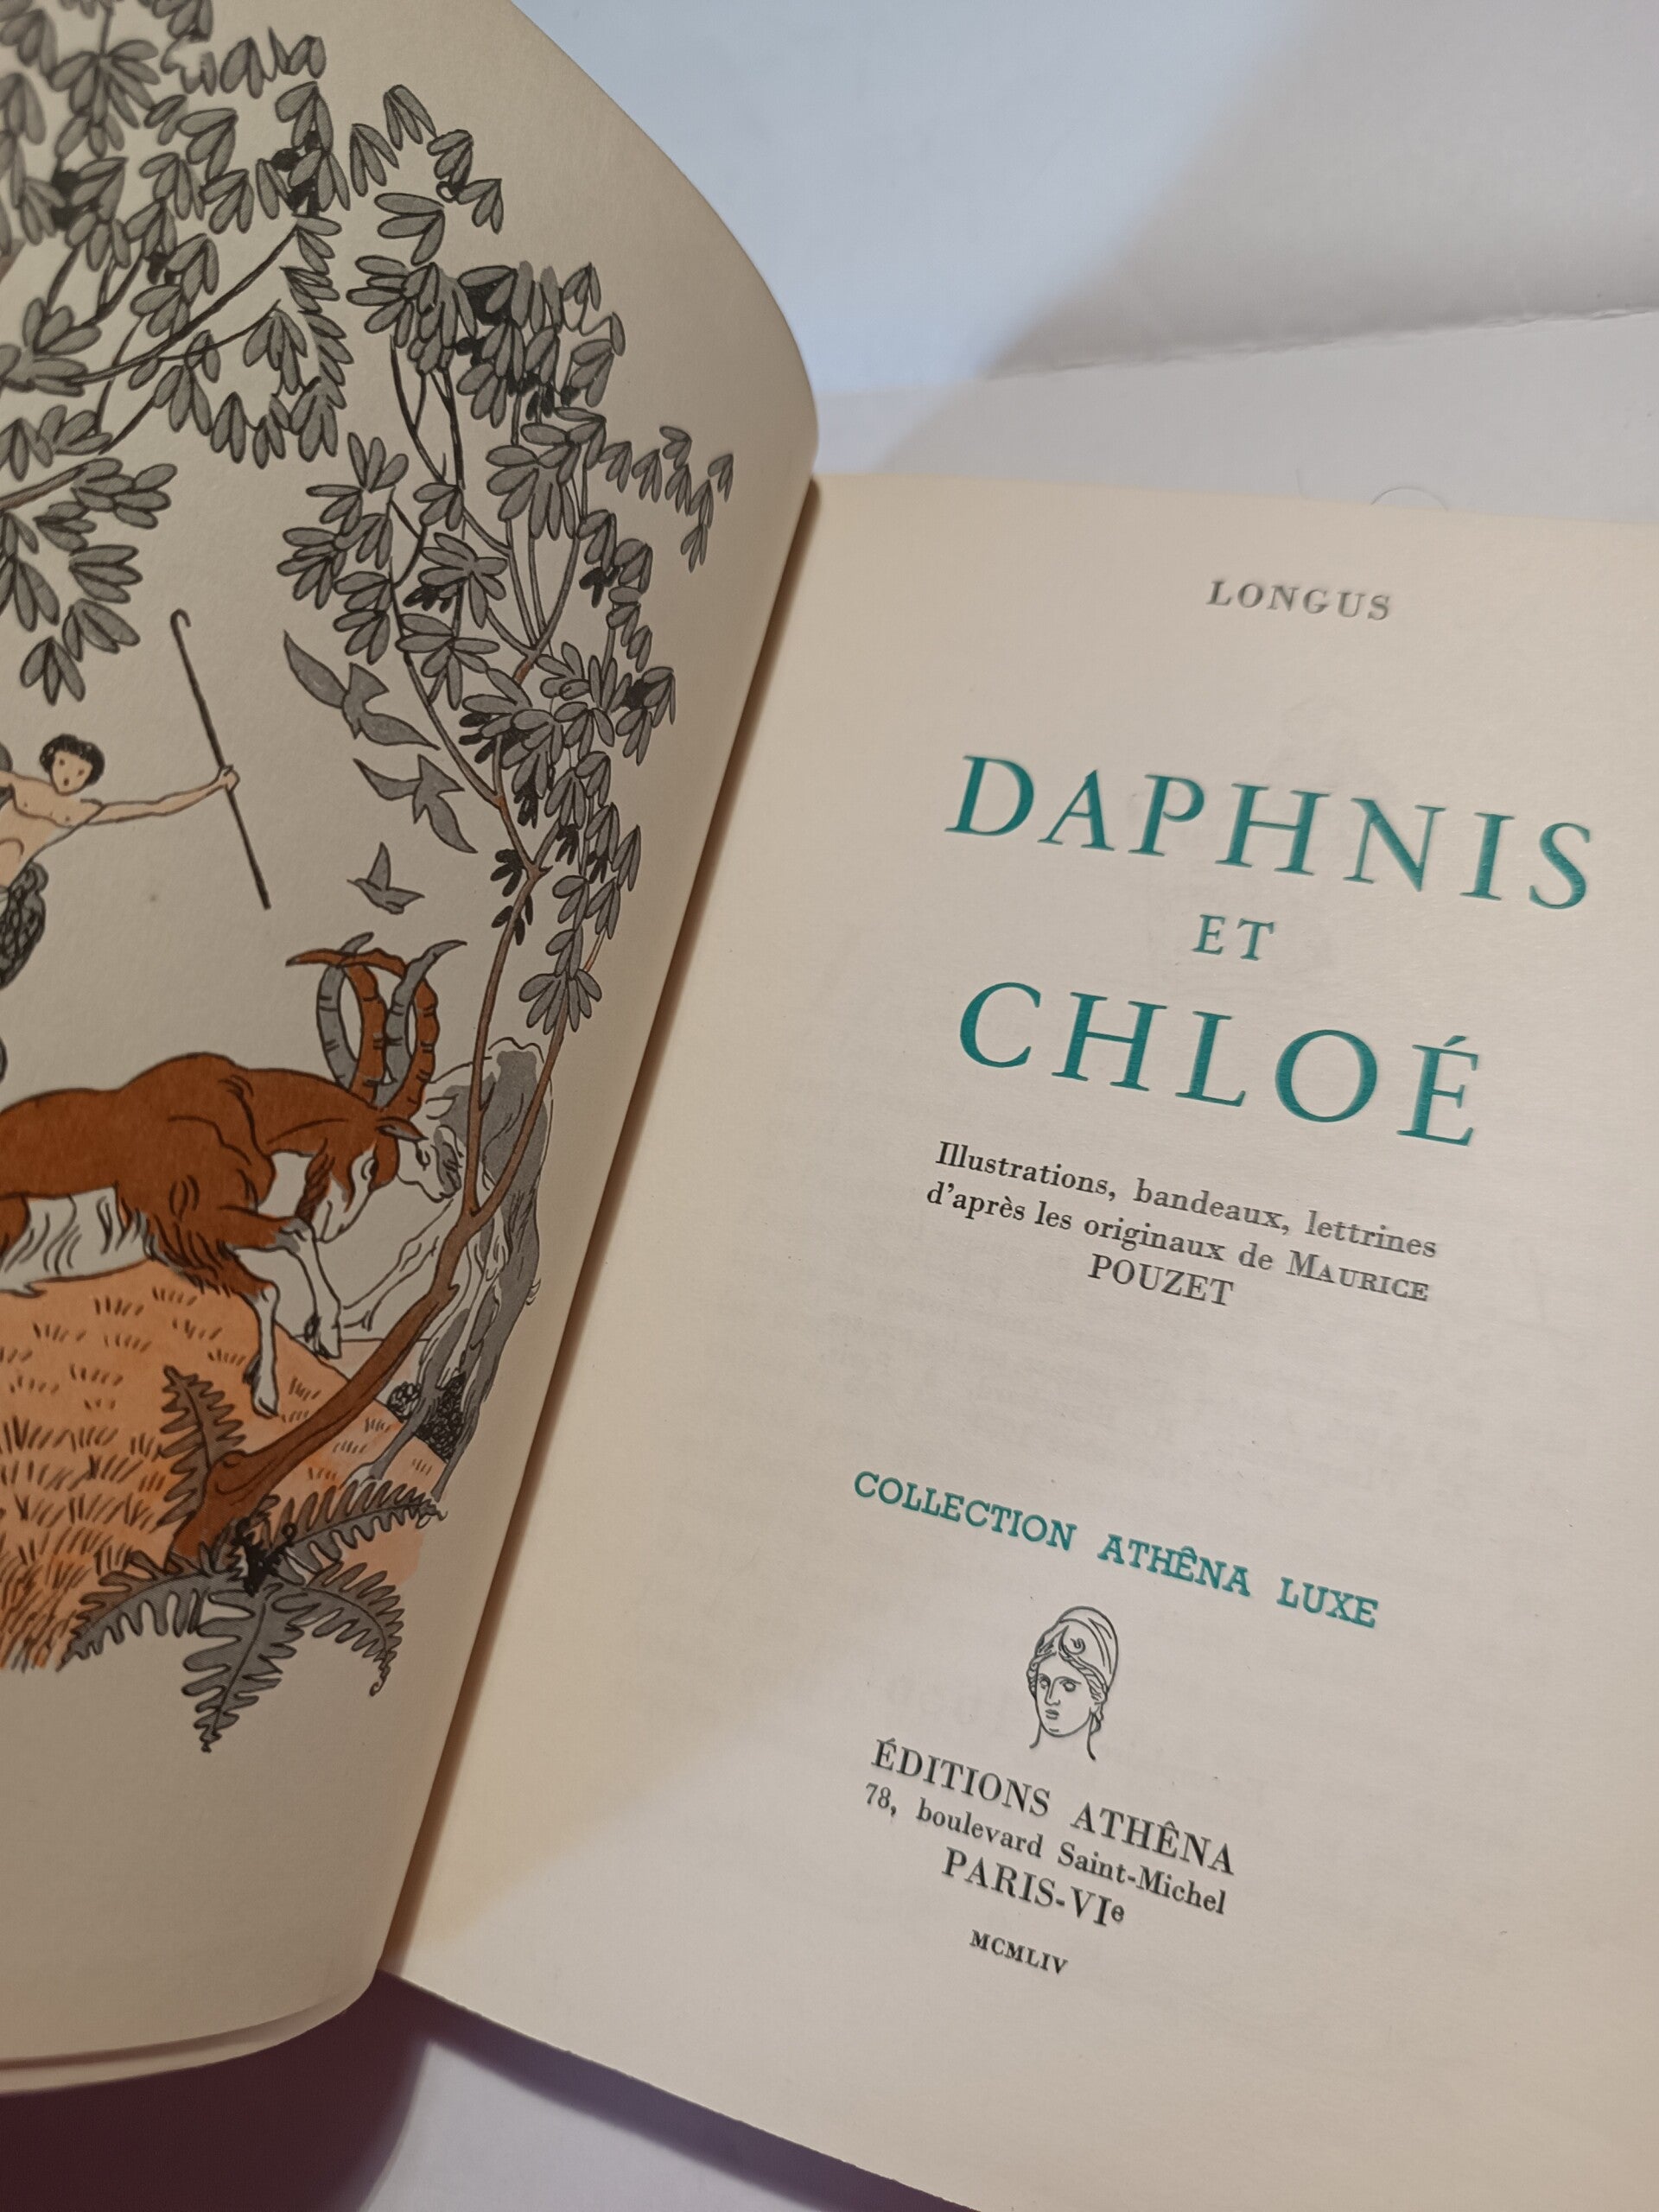 LONGUS
DAPHNIS
ET
CHLOÉ
Illustrations, bandeaux, lettrines
d'après les originaux de MAURICE
POUZET
COLLECTION ATHÊNA LUXE
ÉDITIONS ATHÊNA
78, boulevard Saint-Michel
PARIS-VIe
MCMLIV